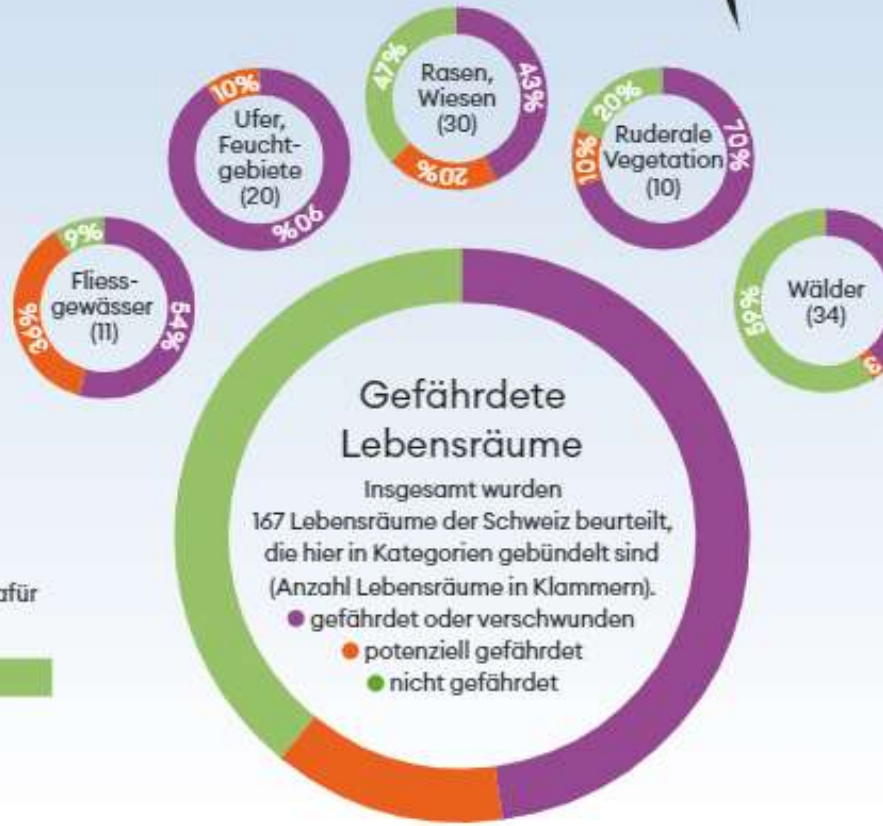 47%
Rasen,
Wiesen
(30)
43%
20%
10%
Ufer,
Feucht-
gebiete
(20)
90%
20%
Ruderale
Vegetation
(10)
70%
10%
9%
Fliess-
gewässer
(11)
54%
36%
Wälder
(34)
59%
3
Gefährdete
Lebensräume
Insgesamt wurden
167 Lebensräume der Schweiz beurteilt,
die hier in Kategorien gebündelt sind
(Anzahl Lebensräume in Klammern).
gefährdet oder verschwunden
potenziell gefährdet
nicht gefährdet
afür